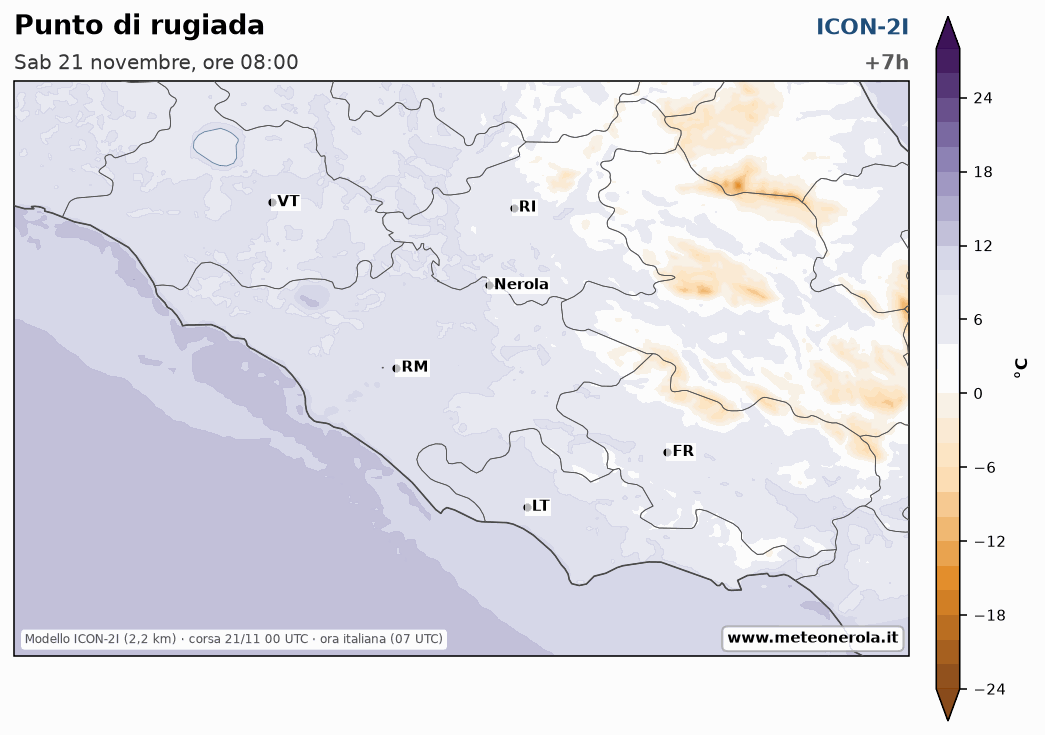 Punto di rugiada
ICON-2I
Sab 21 novembre, ore 08:00
+7h
VT
RI
Nerola
RM
FR
LT
Modello ICON-2I (2,2 km) · corsa 21/11 00 UTC · ora italiana (07 UTC)
www.meteonerola.it
24
18
12
6
0
−6
−12
−18
−24
°C